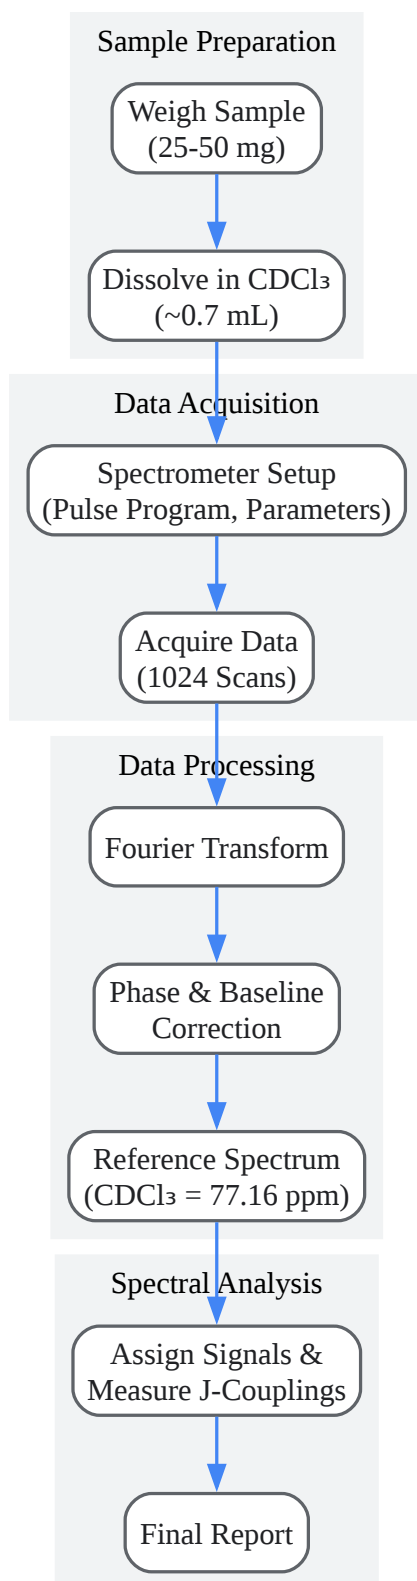 Sample Preparation
Weigh Sample
(25-50 mg)
Dissolve in CDCl₃
(~0.7 mL)
Data Acquisition
Spectrometer Setup
(Pulse Program, Parameters)
Acquire Data
(1024 Scans)
Data Processing
Fourier Transform
Phase & Baseline
Correction
Reference Spectrum
(CDCl₃ = 77.16 ppm)
Spectral Analysis
Assign Signals &
Measure J-Couplings
Final Report